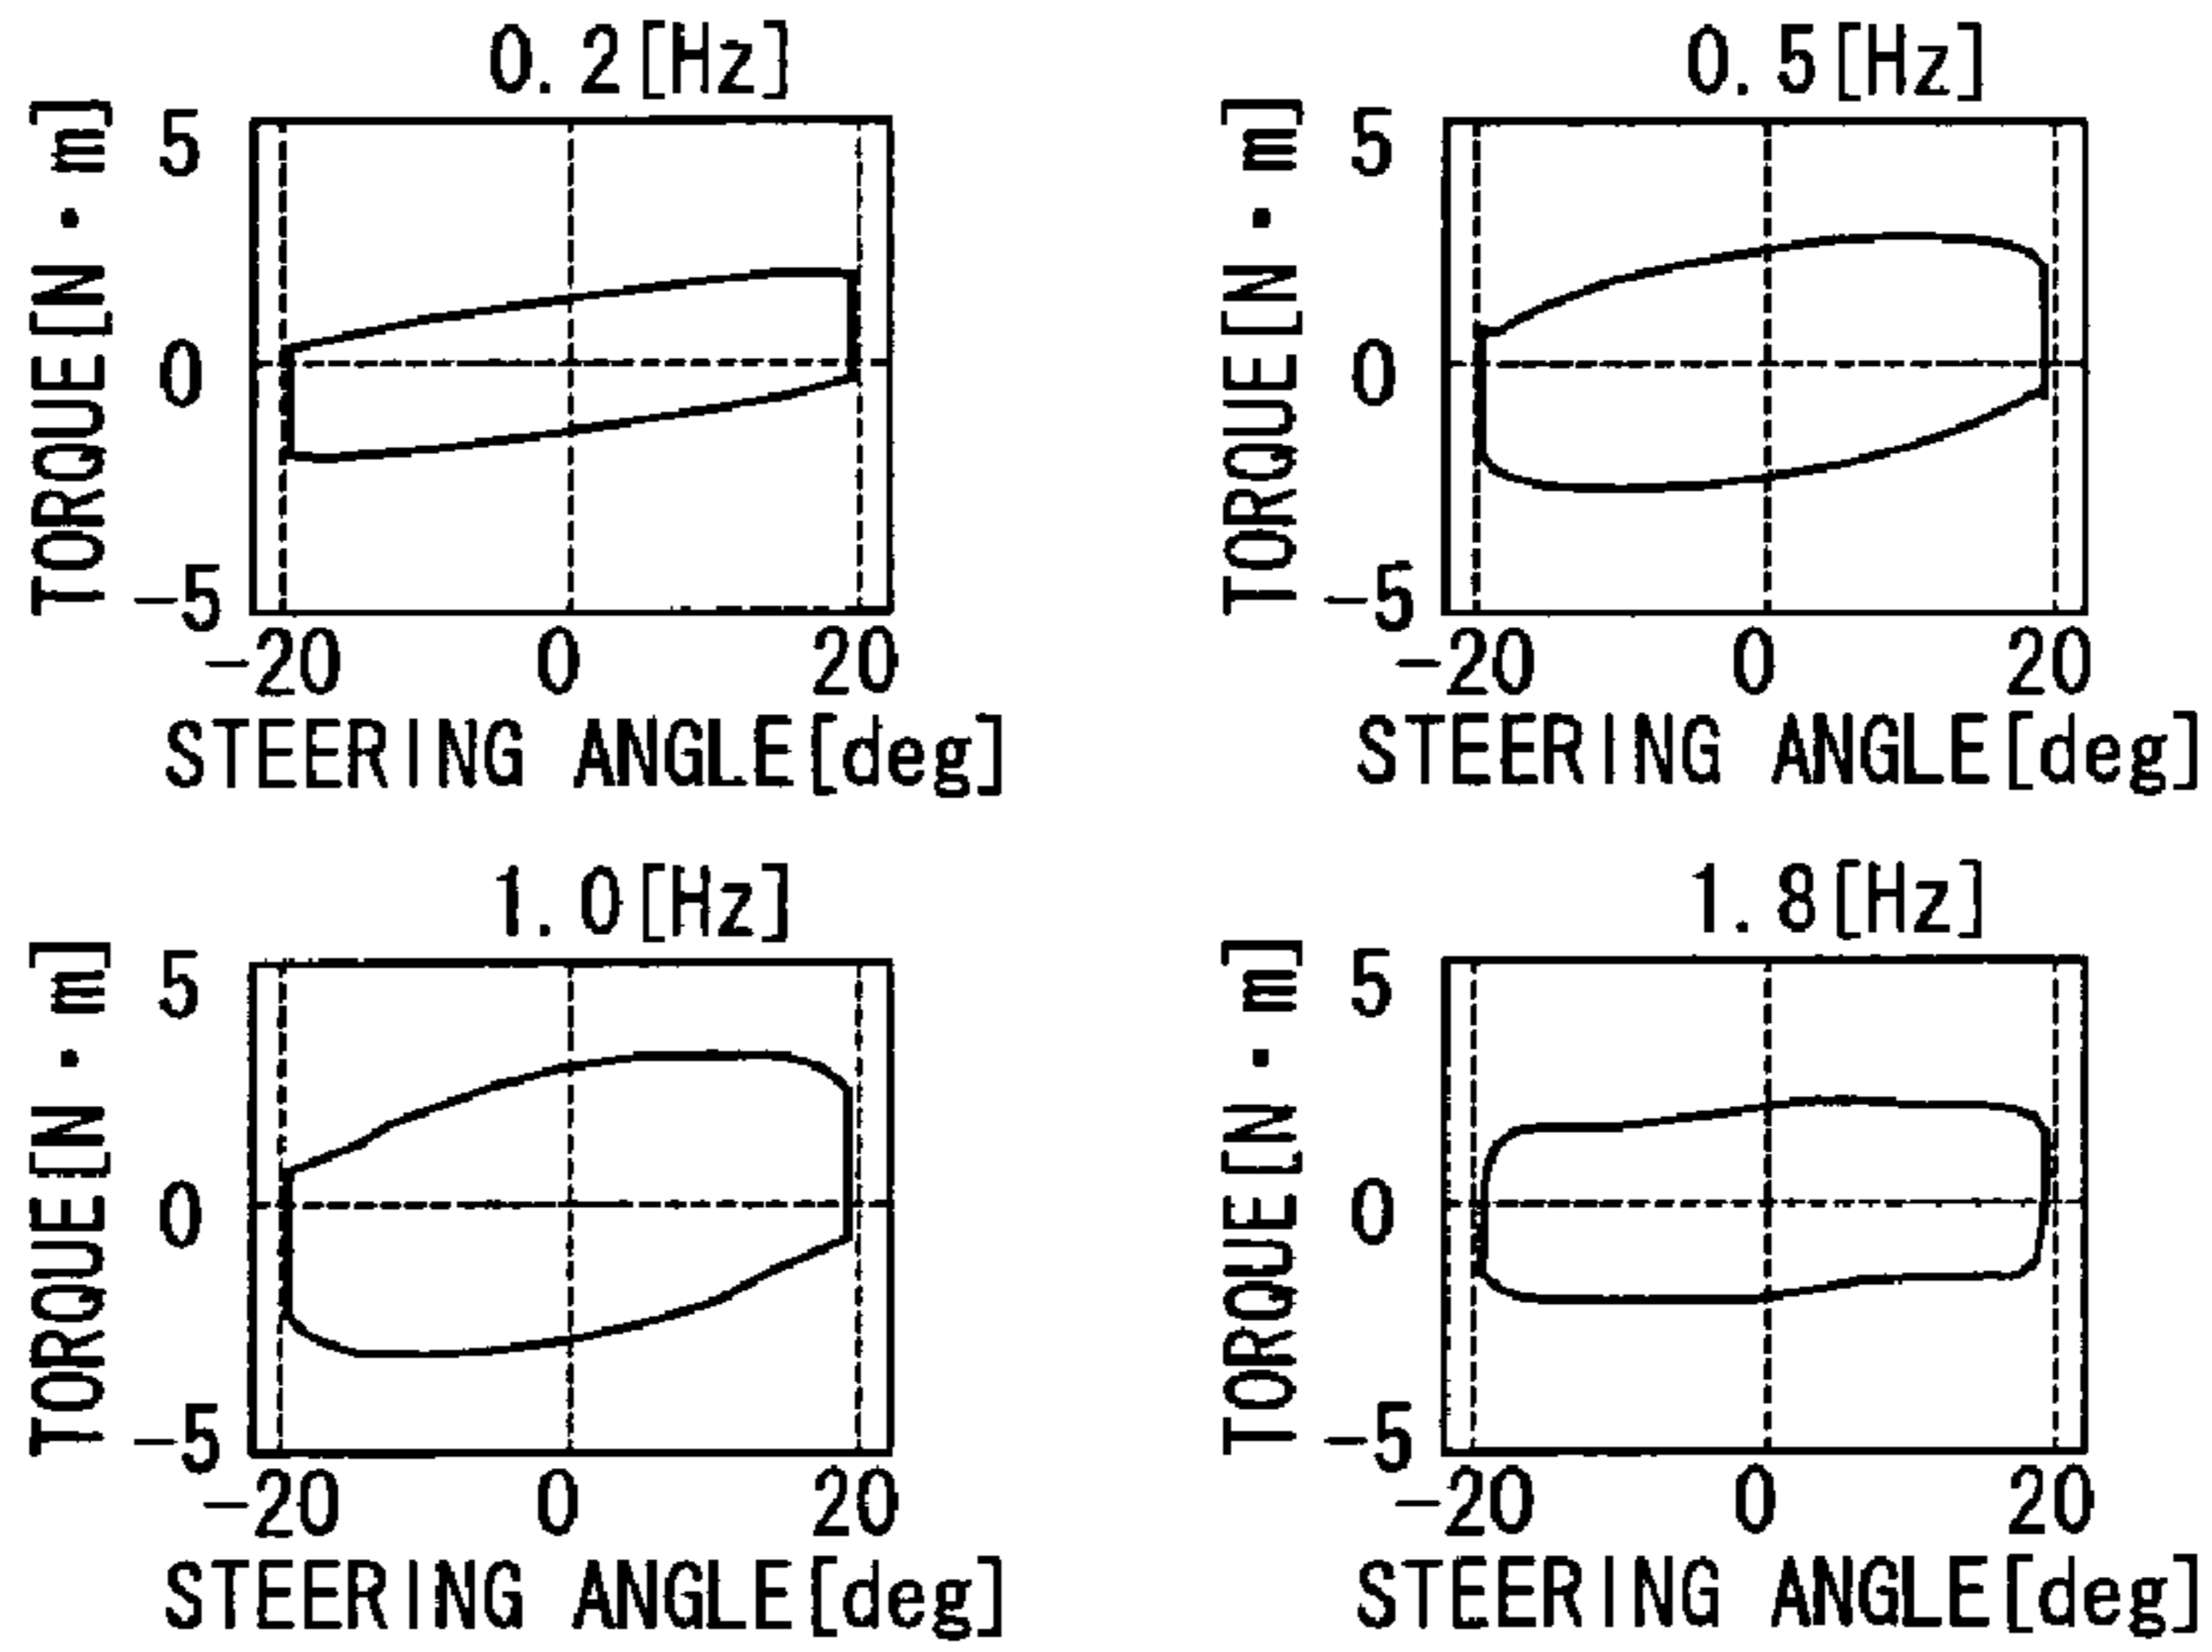 0.2[Hz]
TORQUE[N・m]
5
0
-5
-20 0 20
STEERING ANGLE[deg]
0.5[Hz]
TORQUE[N・m]
5
0
-5
-20 0 20
STEERING ANGLE[deg]
1.0[Hz]
TORQUE[N・m]
5
0
-5
-20 0 20
STEERING ANGLE[deg]
1.8[Hz]
TORQUE[N・m]
5
0
-5
-20 0 20
STEERING ANGLE[deg]